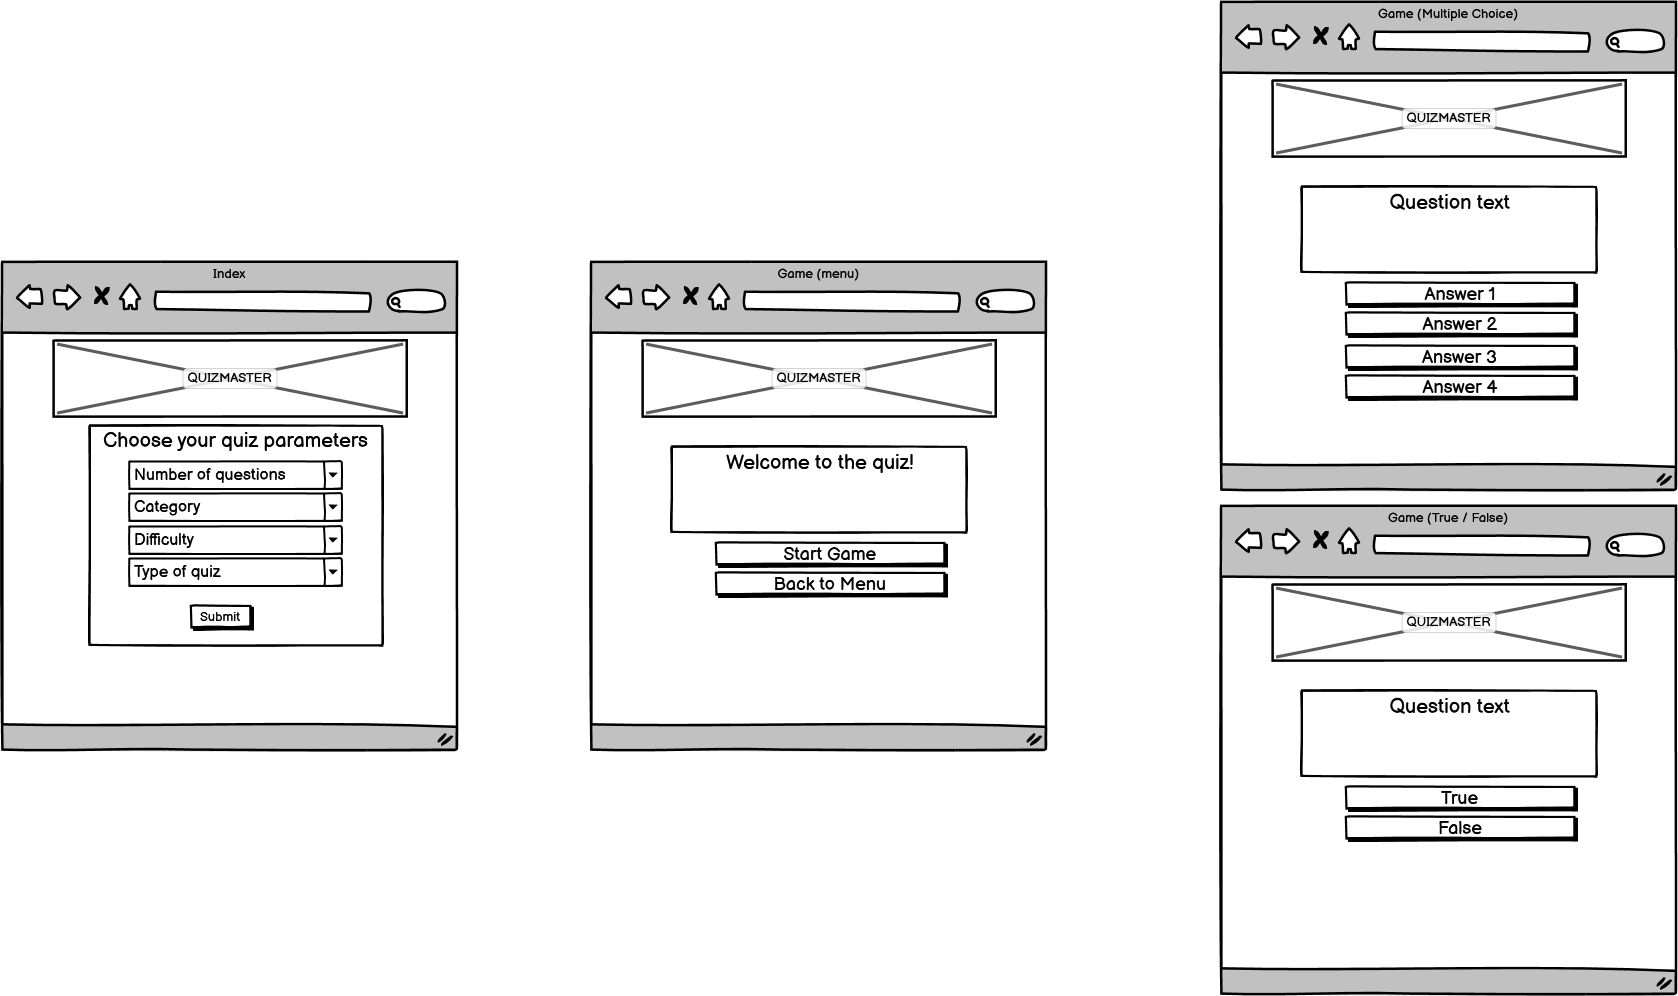 Index
QUIZMASTER
Choose your quiz parameters
Number of questions
Category
Difficulty
Type of quiz
Submit
Game (menu)
QUIZMASTER
Welcome to the quiz!
Start Game
Back to Menu
Game (Multiple Choice)
QUIZMASTER
Question text
Answer 1
Answer 2
Answer 3
Answer 4
Game (True / False)
QUIZMASTER
Question text
True
False